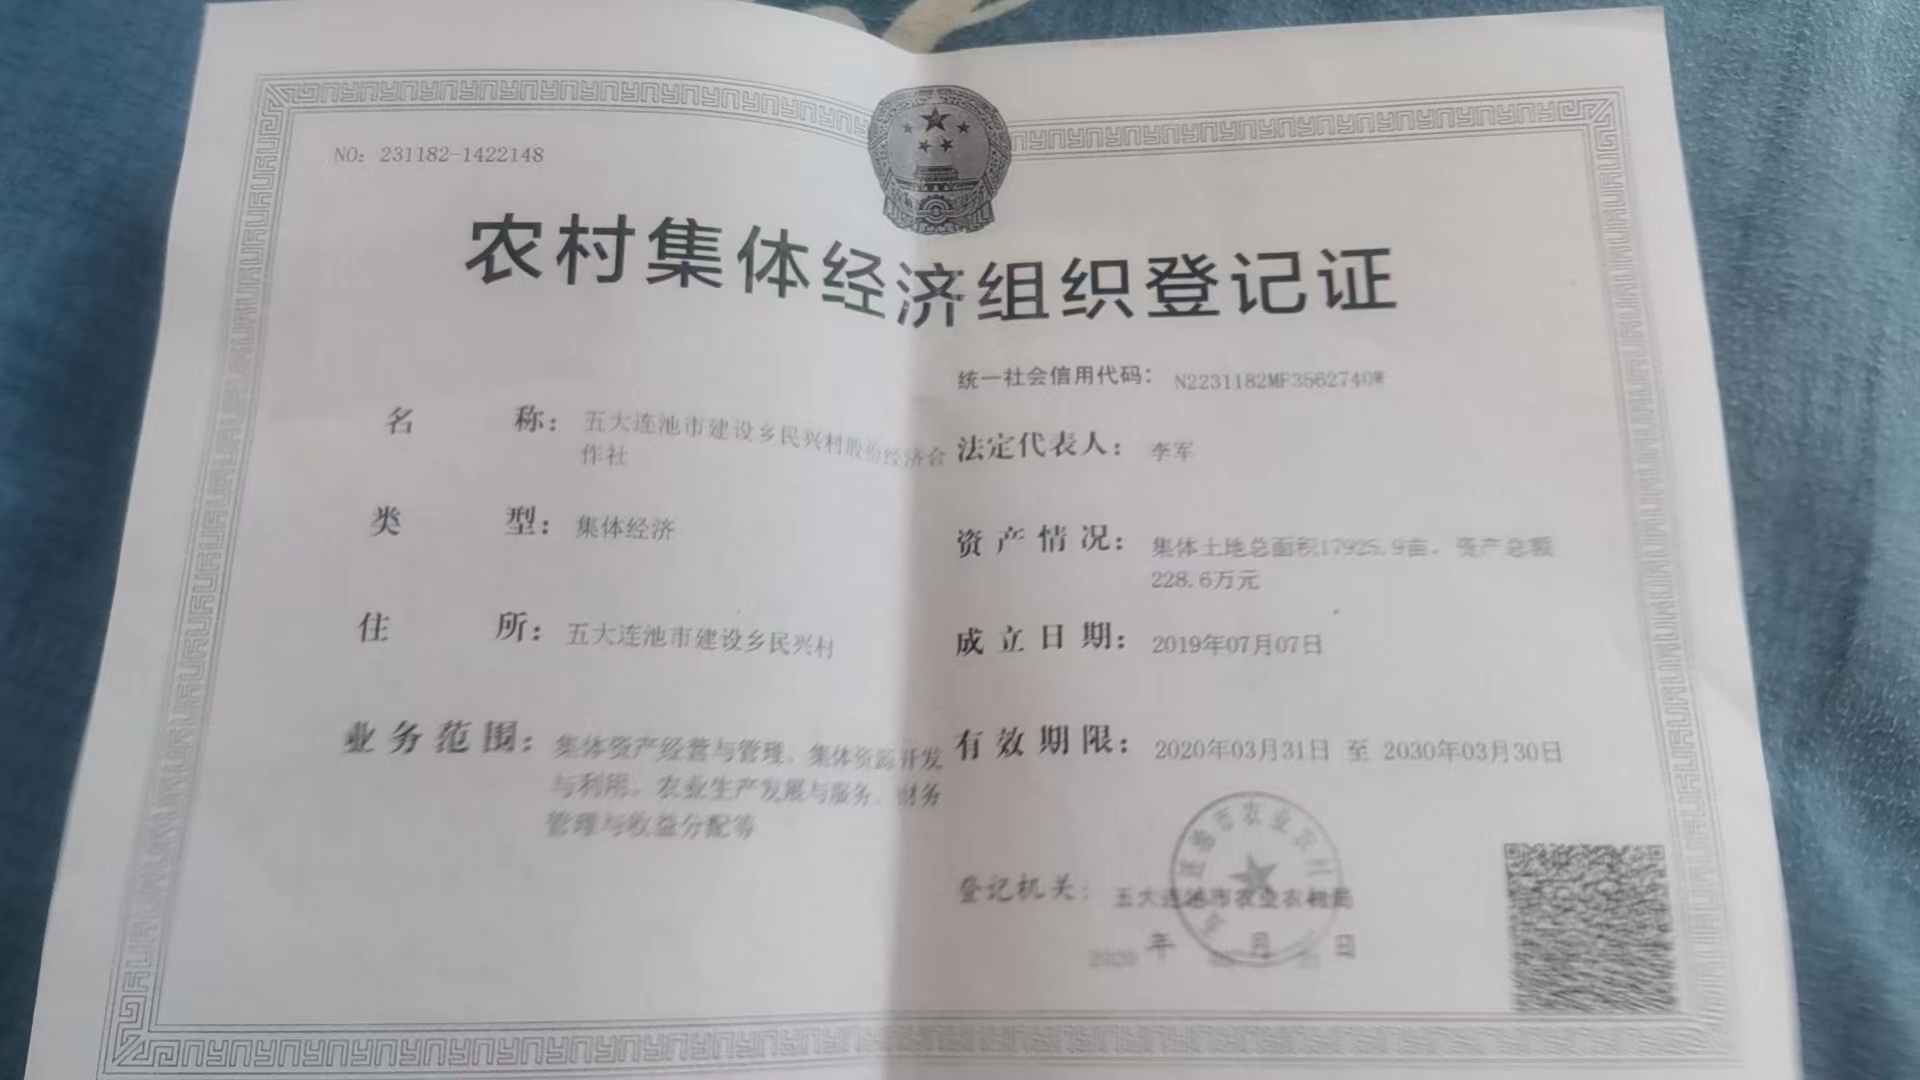 NO: 231182-1422148
农村集体经济组织登记证
统一社会信用代码： N2231182MF3562740W
名称： 五大连池市建设乡民兴村股份经济合
作社
类型： 集体经济
住所： 五大连池市建设乡民兴村
业务范围： 集体资产经营与管理、集体资源开发
与利用、农业生产发展与服务、财务
管理与收益分配等
法定代表人： 李军
资产情况： 集体土地总面积17925.9亩，资产总额
228.6万元
成立日期： 2019年07月07日
有效期限： 2020年03月31日 至 2030年03月30日
登记机关： 五大连池市农业农村局
2020 年 月 日